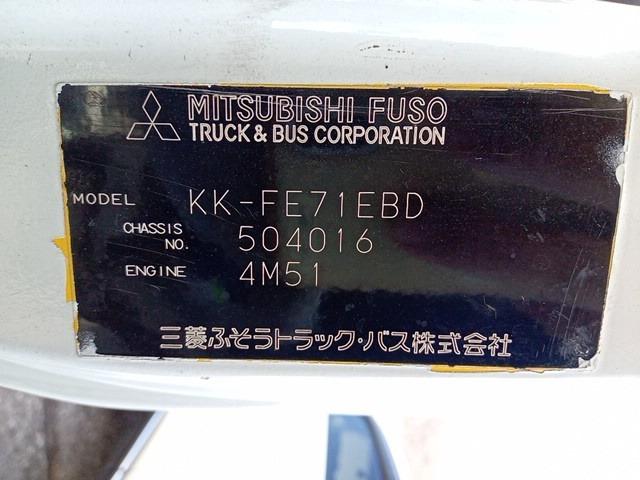 MITSUBISHI FUSO
TRUCK & BUS CORPORATION
MODEL KK-FE71EBD
CHASSIS NO. 504016
ENGINE 4M51
三菱ふそうトラック・バス株式会社